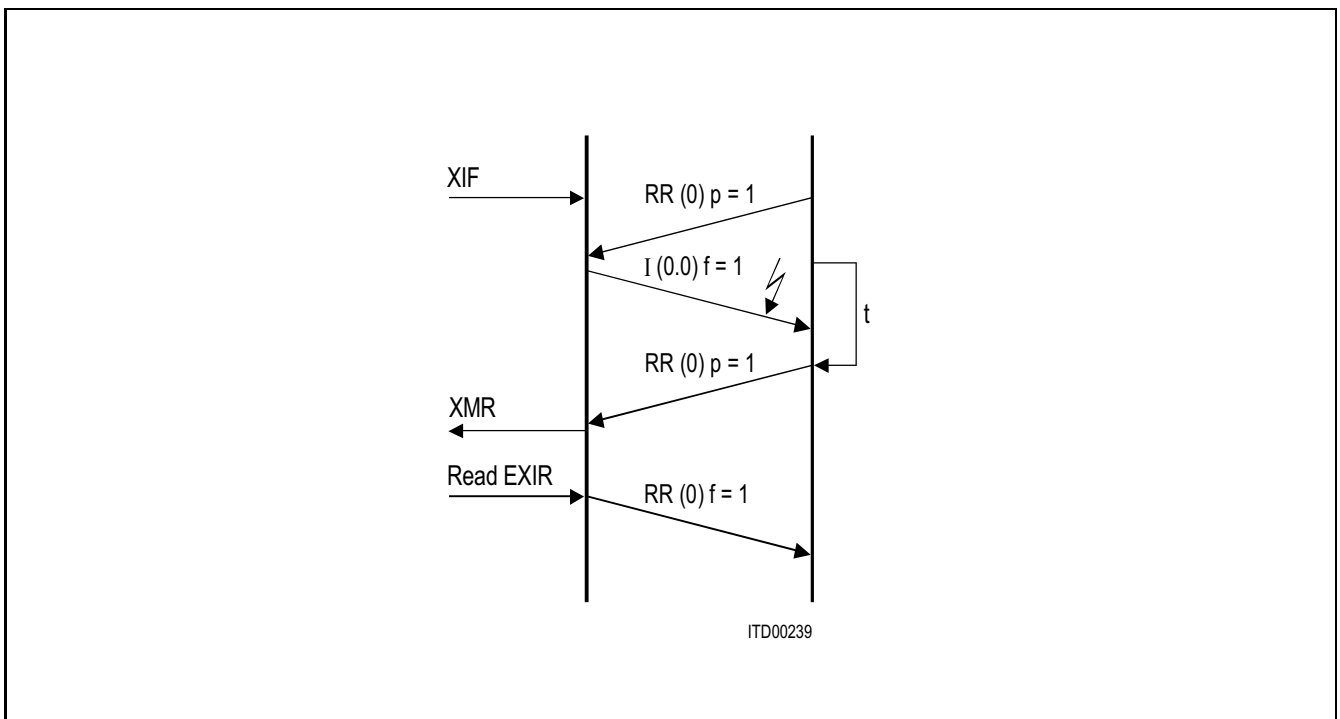 XIF
RR (0) p = 1
I (0.0) f = 1
t
RR (0) p = 1
XMR
Read EXIR
RR (0) f = 1
ITD00239